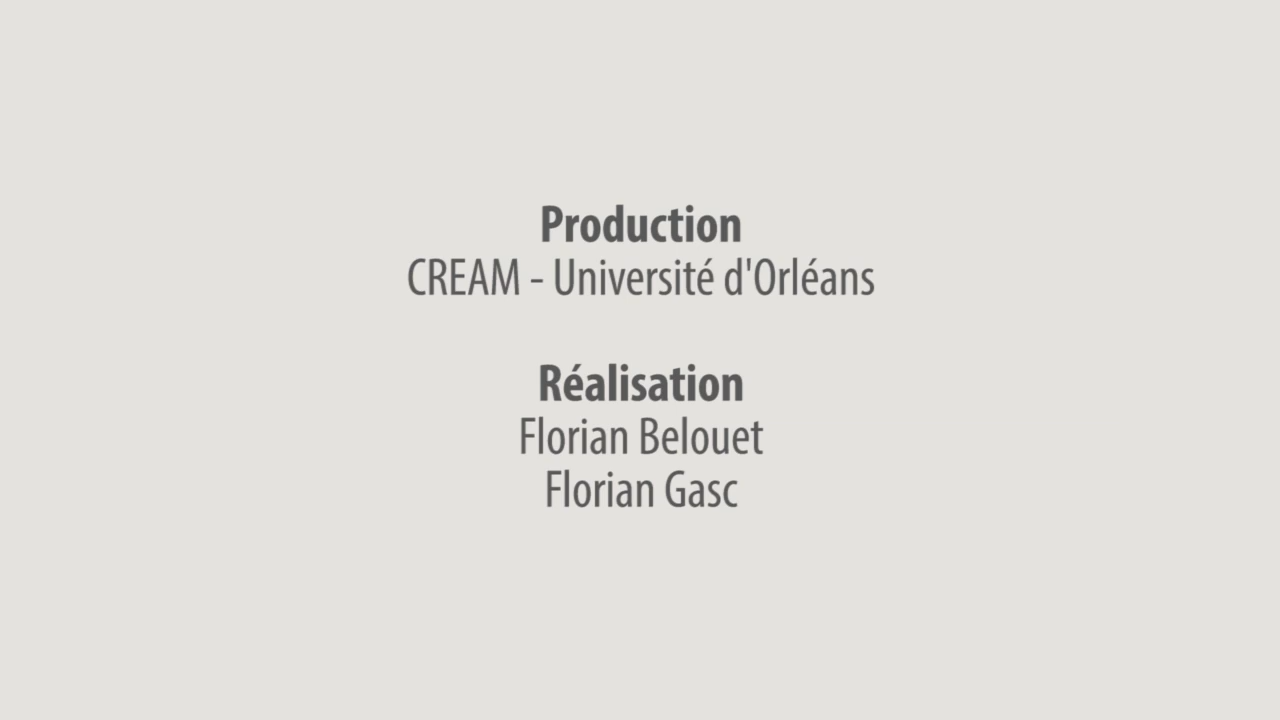 Production
CREAM - Université d'Orléans
Réalisation
Florian Belouet
Florian Gasc